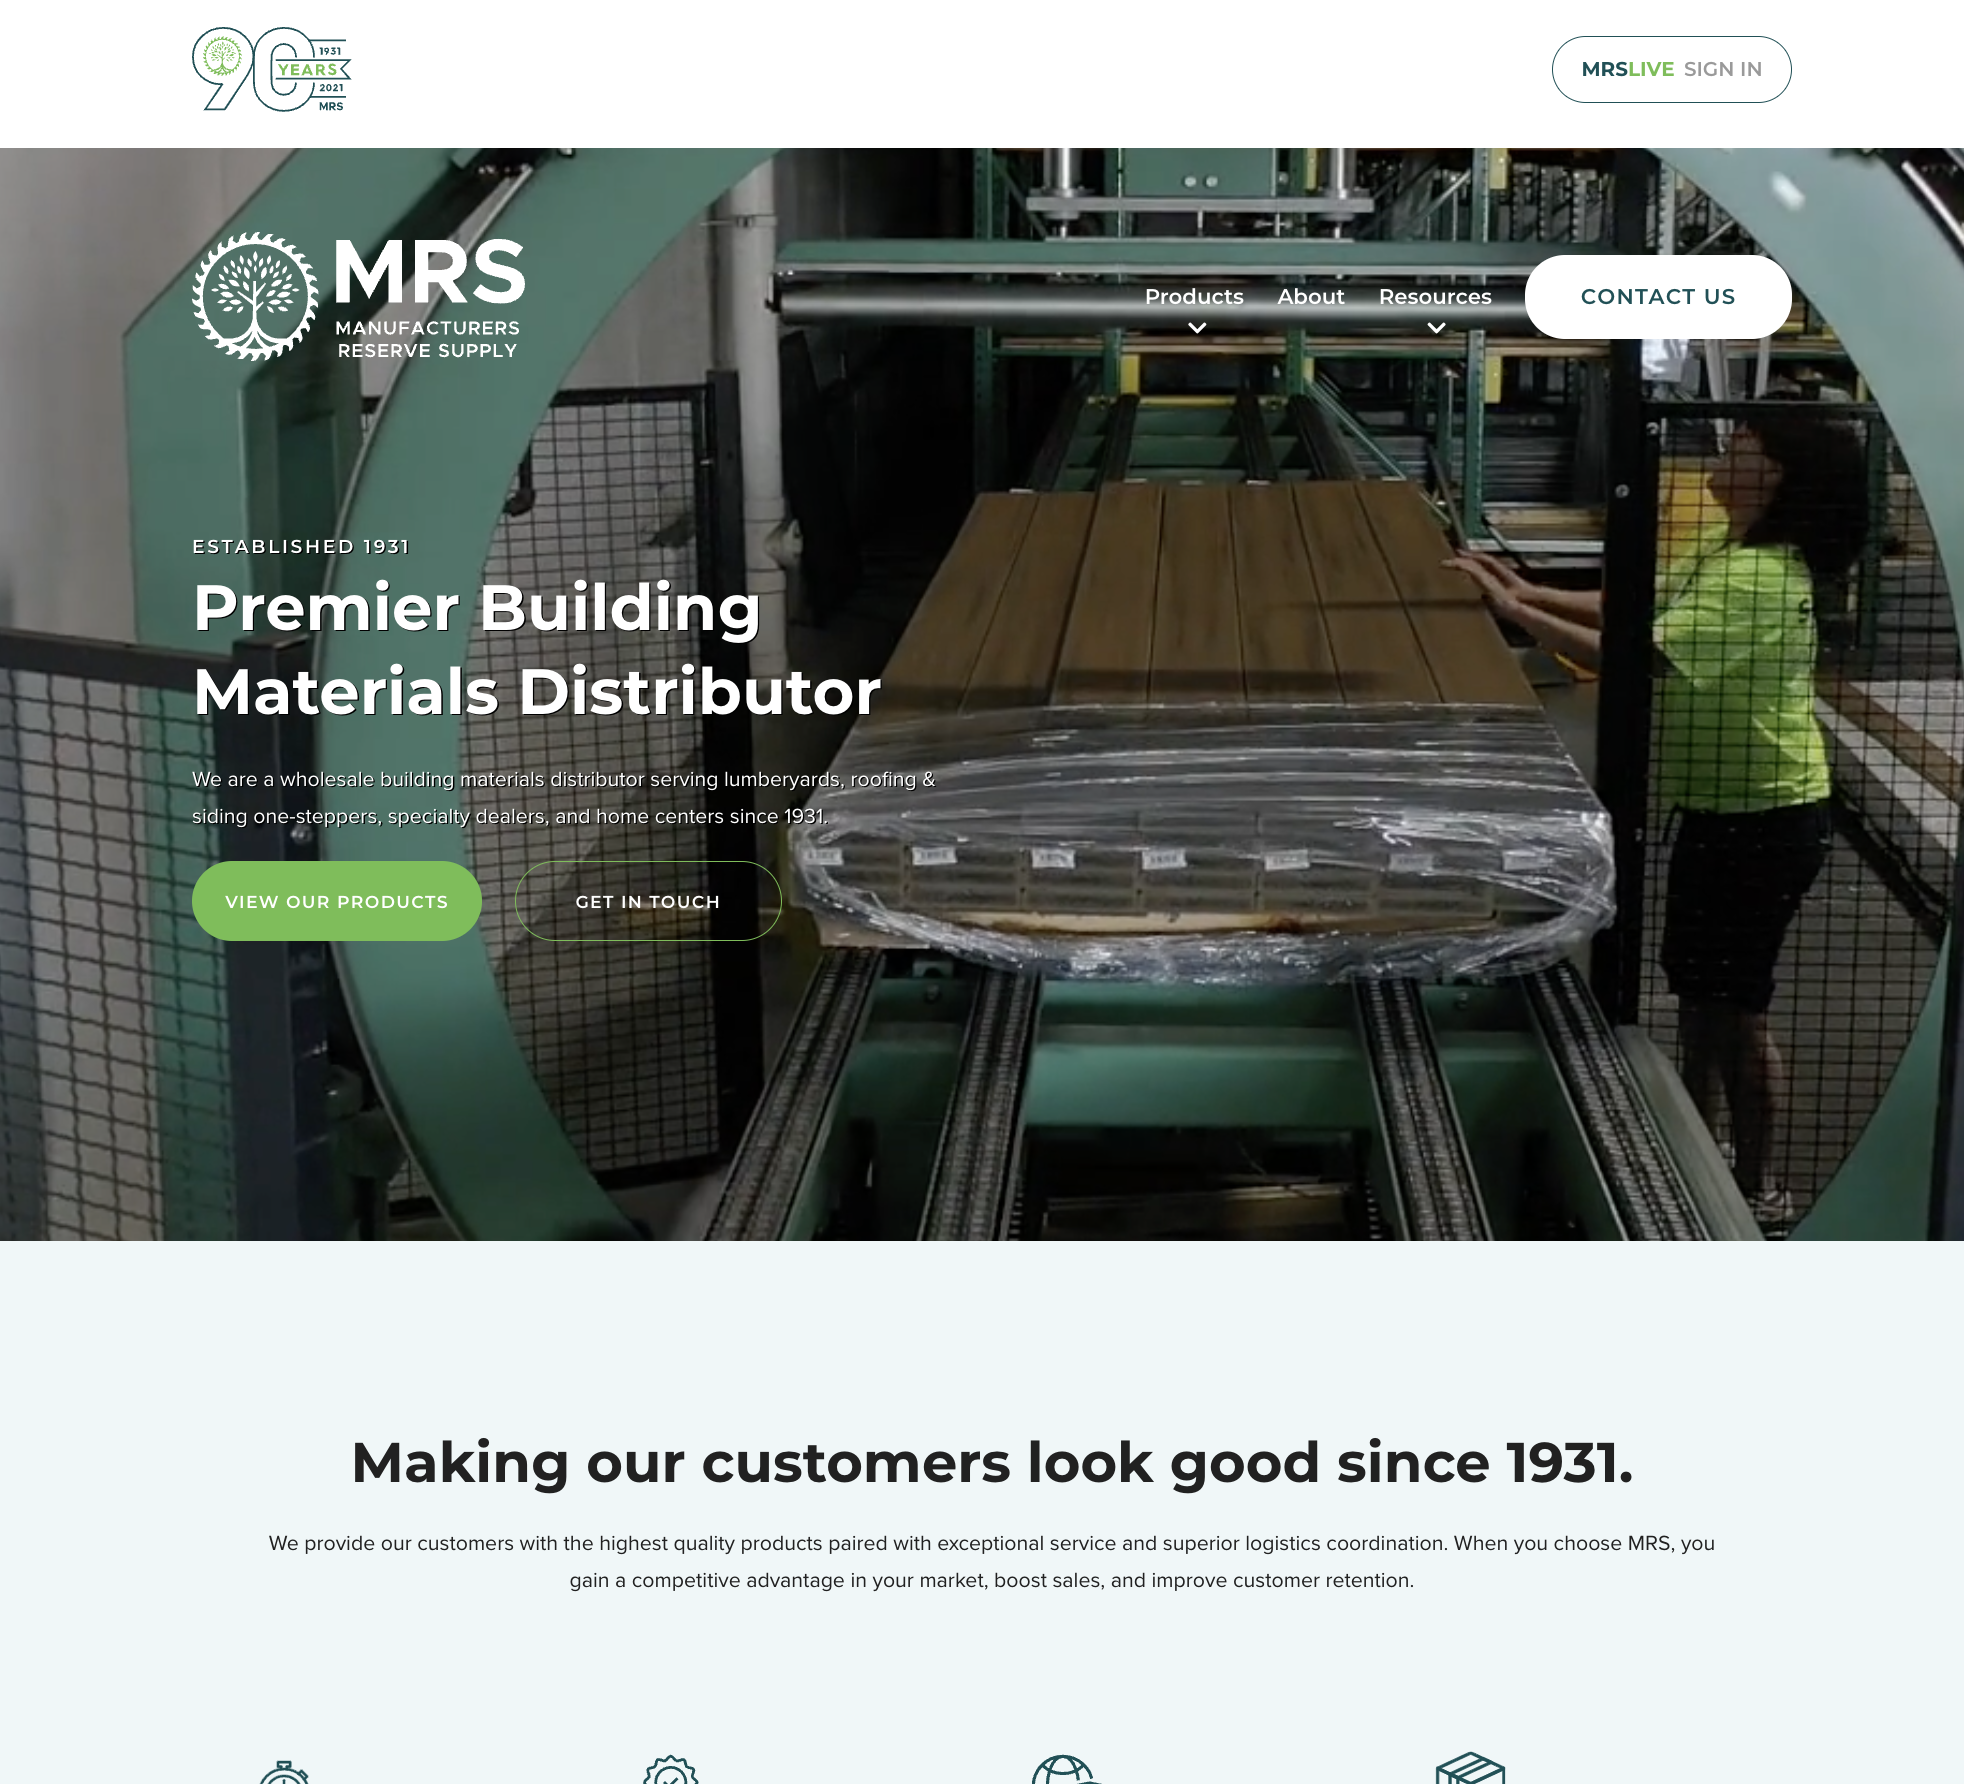 1931
YEARS
2021
MRS
MRSLIVE SIGN IN
MRS
MANUFACTURERS
RESERVE SUPPLY
Products
About
Resources
CONTACT US
ESTABLISHED 1931
Premier Building
Materials Distributor
We are a wholesale building materials distributor serving lumberyards, roofing &
siding one-steppers, specialty dealers, and home centers since 1931.
VIEW OUR PRODUCTS
GET IN TOUCH
Making our customers look good since 1931.
We provide our customers with the highest quality products paired with exceptional service and superior logistics coordination. When you choose MRS, you
gain a competitive advantage in your market, boost sales, and improve customer retention.